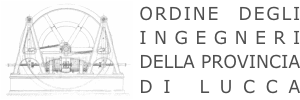 ORDINE DEGLI
INGEGNERI
DELLA PROVINCIA
DI LUCCA